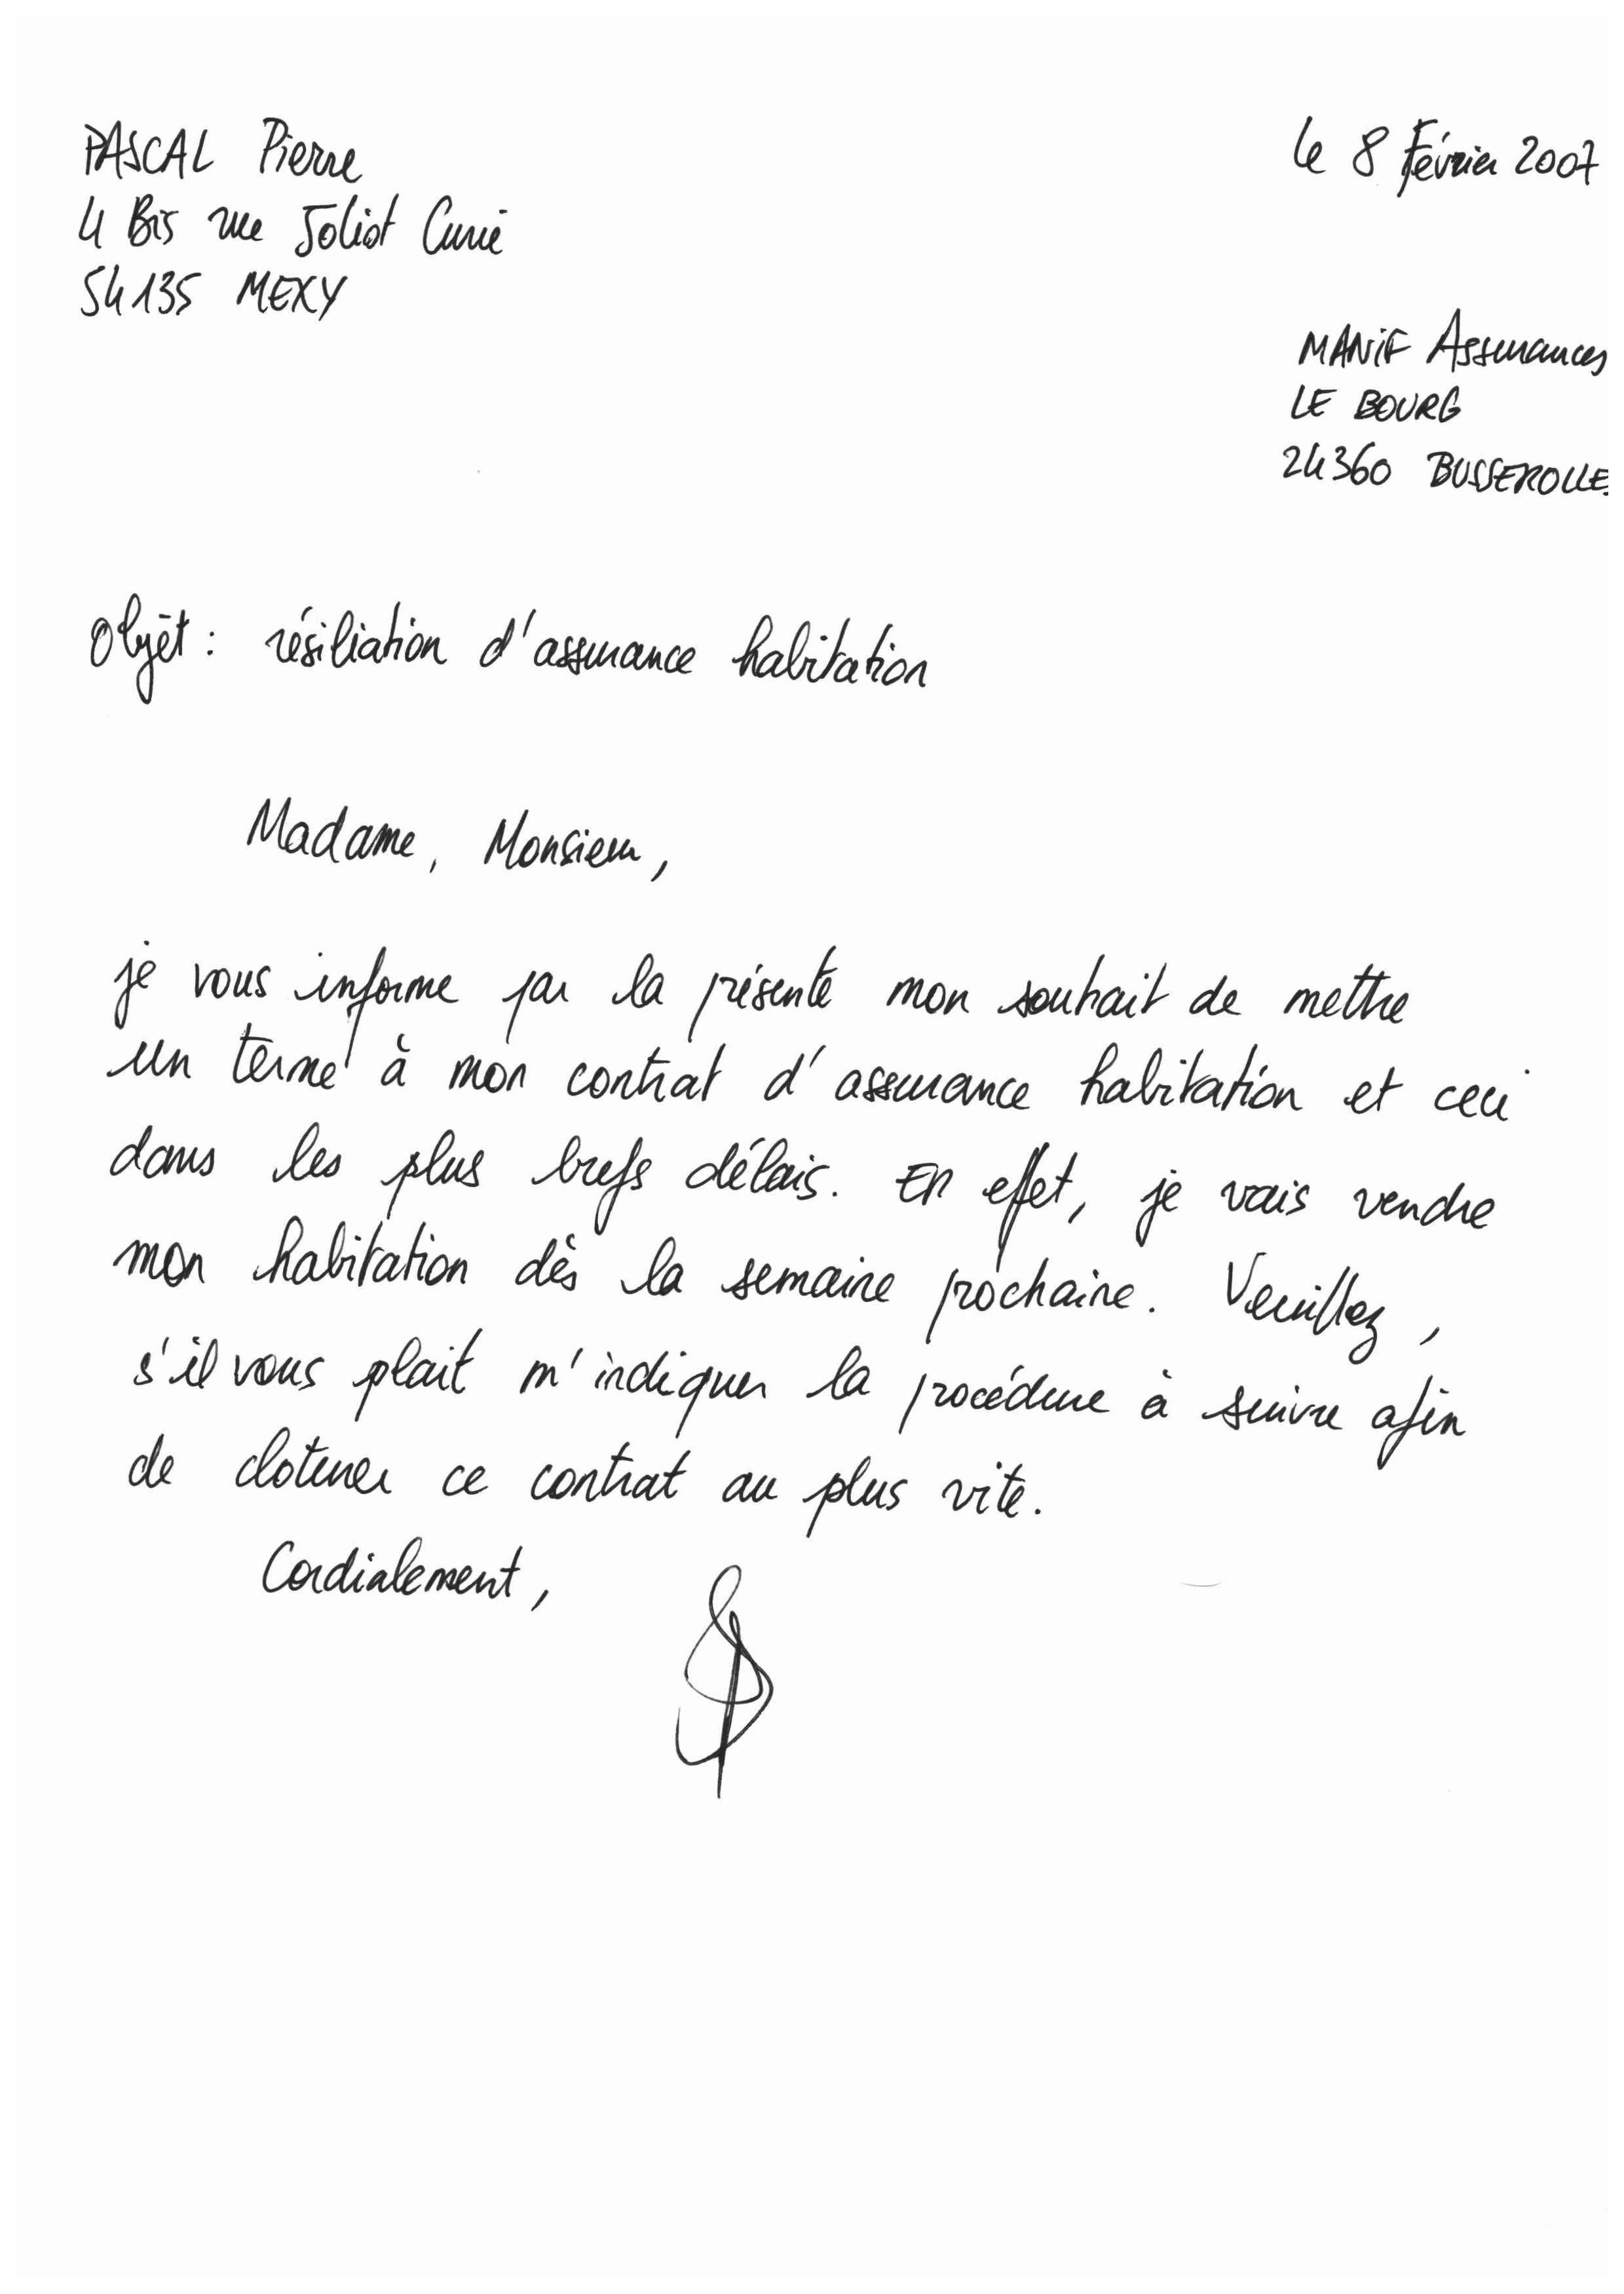 PASCAL Pierre
4 Bis rue Joliot Curie
54135 MEXY
le 8 Février 2007
MANiF Assurances
LE BOURG
24360 BUSSEROLLES
Objet : résiliation d'assurance habitation
Madame, Monsieur,
je vous informe par la présente mon souhait de mettre
un terme à mon contrat d'assurance habitation et ceci
dans les plus brefs délais. En effet, je vais vendre
mon habitation dès la semaine prochaine. Veuillez,
s'il vous plait m'indiquer la procédure à suivre afin
de cloturer ce contrat au plus vite.
Cordialement,